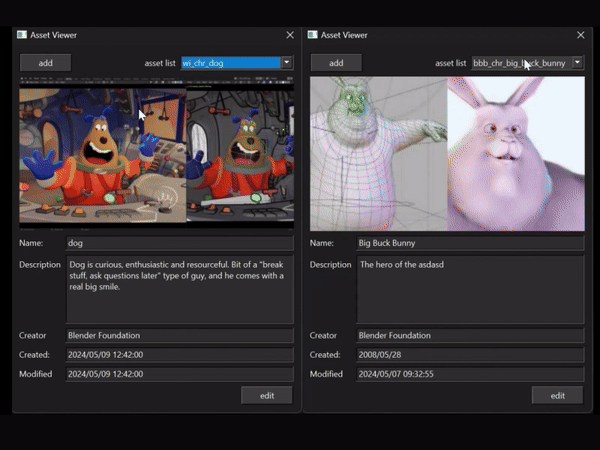 Asset Viewer
add
asset list
wi_chr_dog
Name:
dog
Description
Dog is curious, enthusiastic and resourceful. Bit of a "break
stuff, ask questions later" type of guy, and he comes with a
real big smile.
Creator
Blender Foundation
Created:
2024/05/09 12:42:00
Modified
2024/05/09 12:42:00
edit
Asset Viewer
add
asset list
bbb_chr_big_buck_bunny
Name:
Big Buck Bunny
Description
The hero of the asdasd
Creator
Blender Foundation
Created:
2008/05/28
Modified
2024/05/07 09:32:55
edit